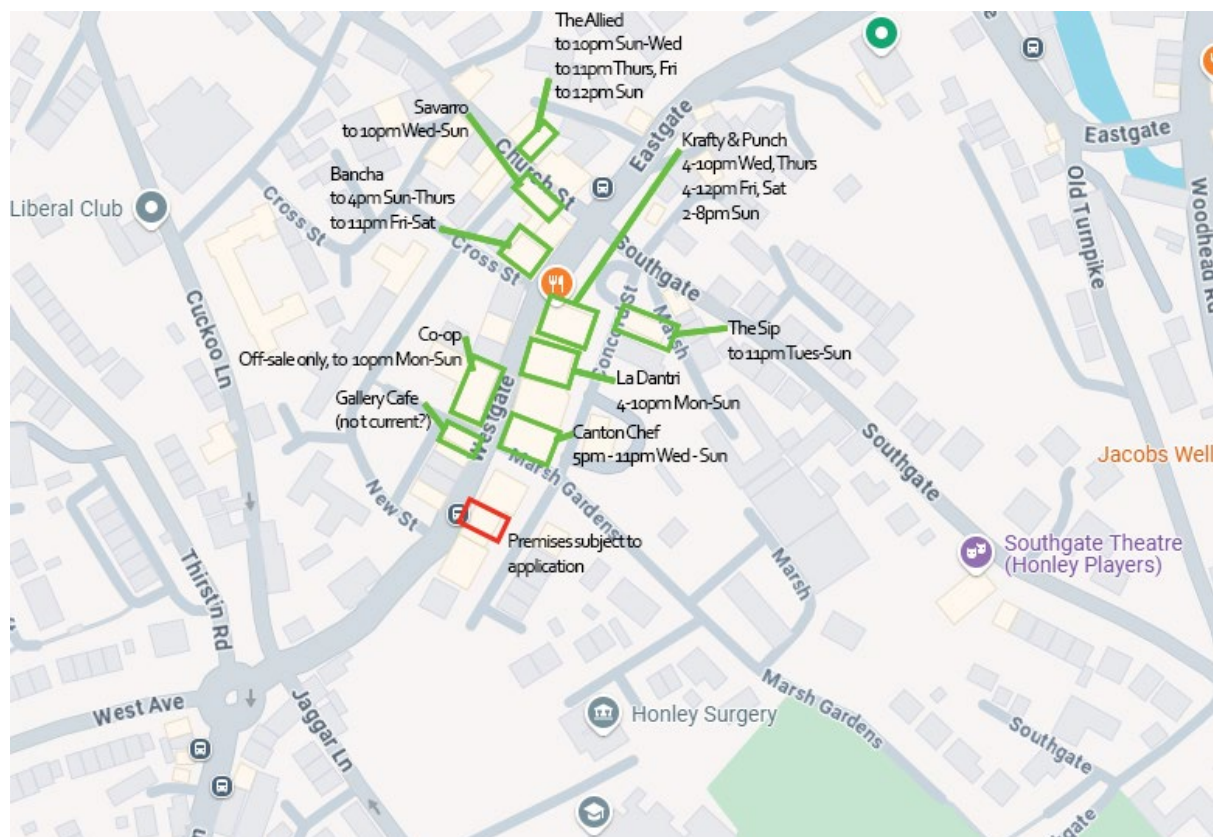 The Allied
to 10pm Sun-Wed
to 11pm Thurs, Fri
to 12pm Sun
Savarro
to 10pm Wed-Sun
Eastgate
Eastgate
Krafty & Punch
4-10pm Wed, Thurs
4-12pm Fri, Sat
2-8pm Sun
Church St
Bancha
to 4pm Sun-Thurs
to 11pm Fri-Sat
Liberal Club
Cross St
Cross St
Old Turnpike
Woodhead Rd
Southgate
Cuckoo Ln
Concord St
Marsh
The Sip
to 11pm Tues-Sun
Co-op
Off-sale only, to 10pm Mon-Sun
La Dantri
4-10pm Mon-Sun
Gallery Cafe
(not current?)
Westgate
Canton Chef
5pm - 11pm Wed - Sun
Southgate
Jacobs Well
Marsh Gardens
New St
Premises subject to
application
Southgate Theatre
(Honley Players)
Marsh
Thirstin Rd
West Ave
Jaggar Ln
Honley Surgery
Marsh Gardens
Southgate